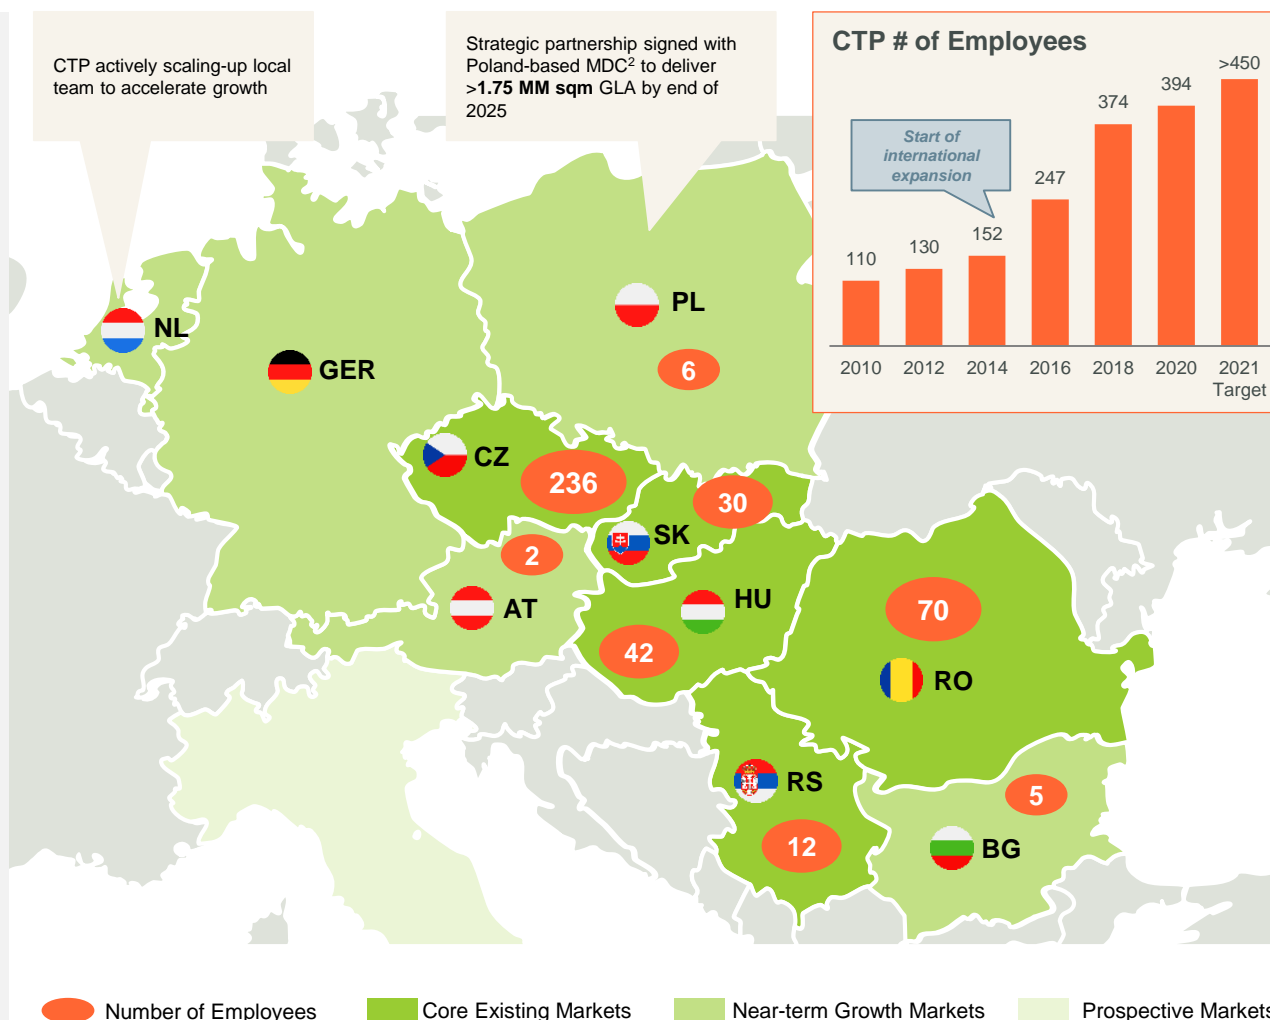 CTP actively scaling-up local
team to accelerate growth
Strategic partnership signed with
Poland-based MDC2 to deliver
>1.75 MM sqm GLA by end of
2025
CTP # of Employees
>450
394
374
247
152
130
110
Start of
international
expansion
2010 2012 2014 2016 2018 2020 2021
Target
NL
GER
PL
6
CZ
236
SK
30
AT
2
HU
42
RO
70
RS
12
BG
5
Number of Employees
Core Existing Markets
Near-term Growth Markets
Prospective Markets